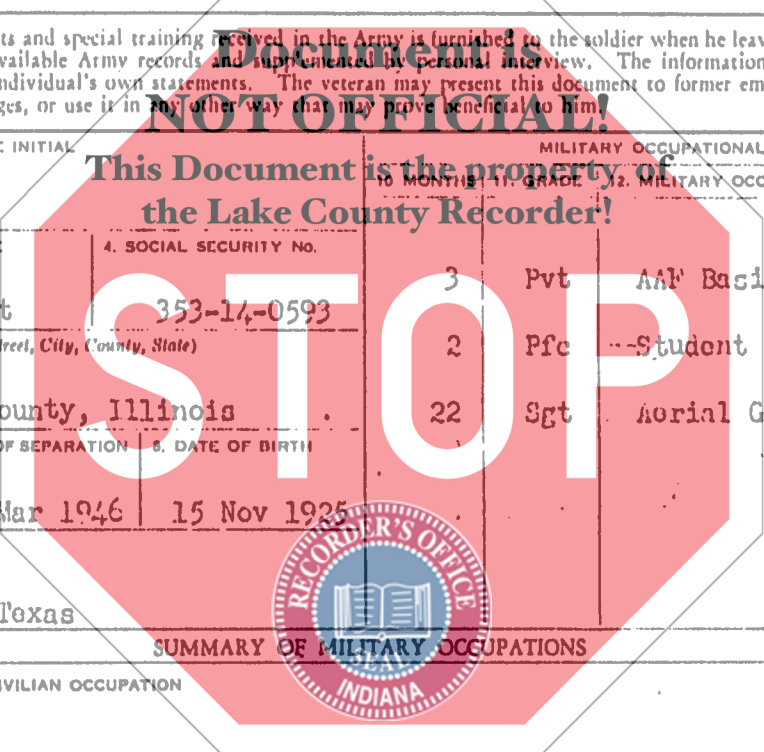 ts and special training received in the Army is furnished to the soldier when he leav
vailable Army records and supplemented by personal interview. The information
ndividual's own statements. The veteran may present this document to former em
ges, or use it in any other way that may prove beneficial to him.
Document is
NOT OFFICIAL!
This Document is the property of
the Lake County Recorder!
STOP
INITIAL
MILITARY OCCUPATIONAL
10 MONTHS 11. GRADE 12. MILITARY OCC
4. SOCIAL SECURITY No.
353-14-0593
3 Pvt AAF Basi
treet, City, County, State)
2 Pfc --Student
ounty, Illinois
22 Sgt Aerial G
OF SEPARATION 8. DATE OF BIRTH
Mar 1946 15 Nov 1925
Texas
RECORDER'S OFFICE
SEAL
INDIANA
SUMMARY OF MILITARY OCCUPATIONS
IVILIAN OCCUPATION